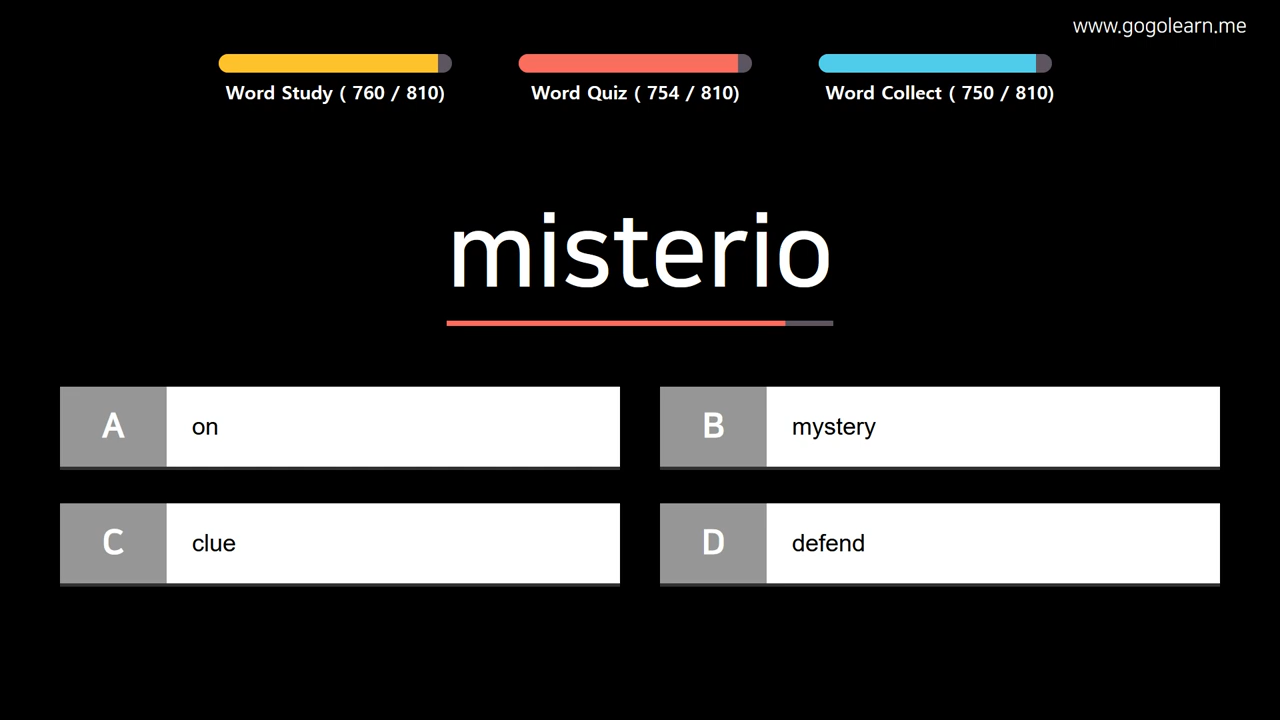 www.gogolearn.me
Word Study ( 760 / 810)
Word Quiz ( 754 / 810)
Word Collect ( 750 / 810)
misterio
A on
B mystery
C clue
D defend